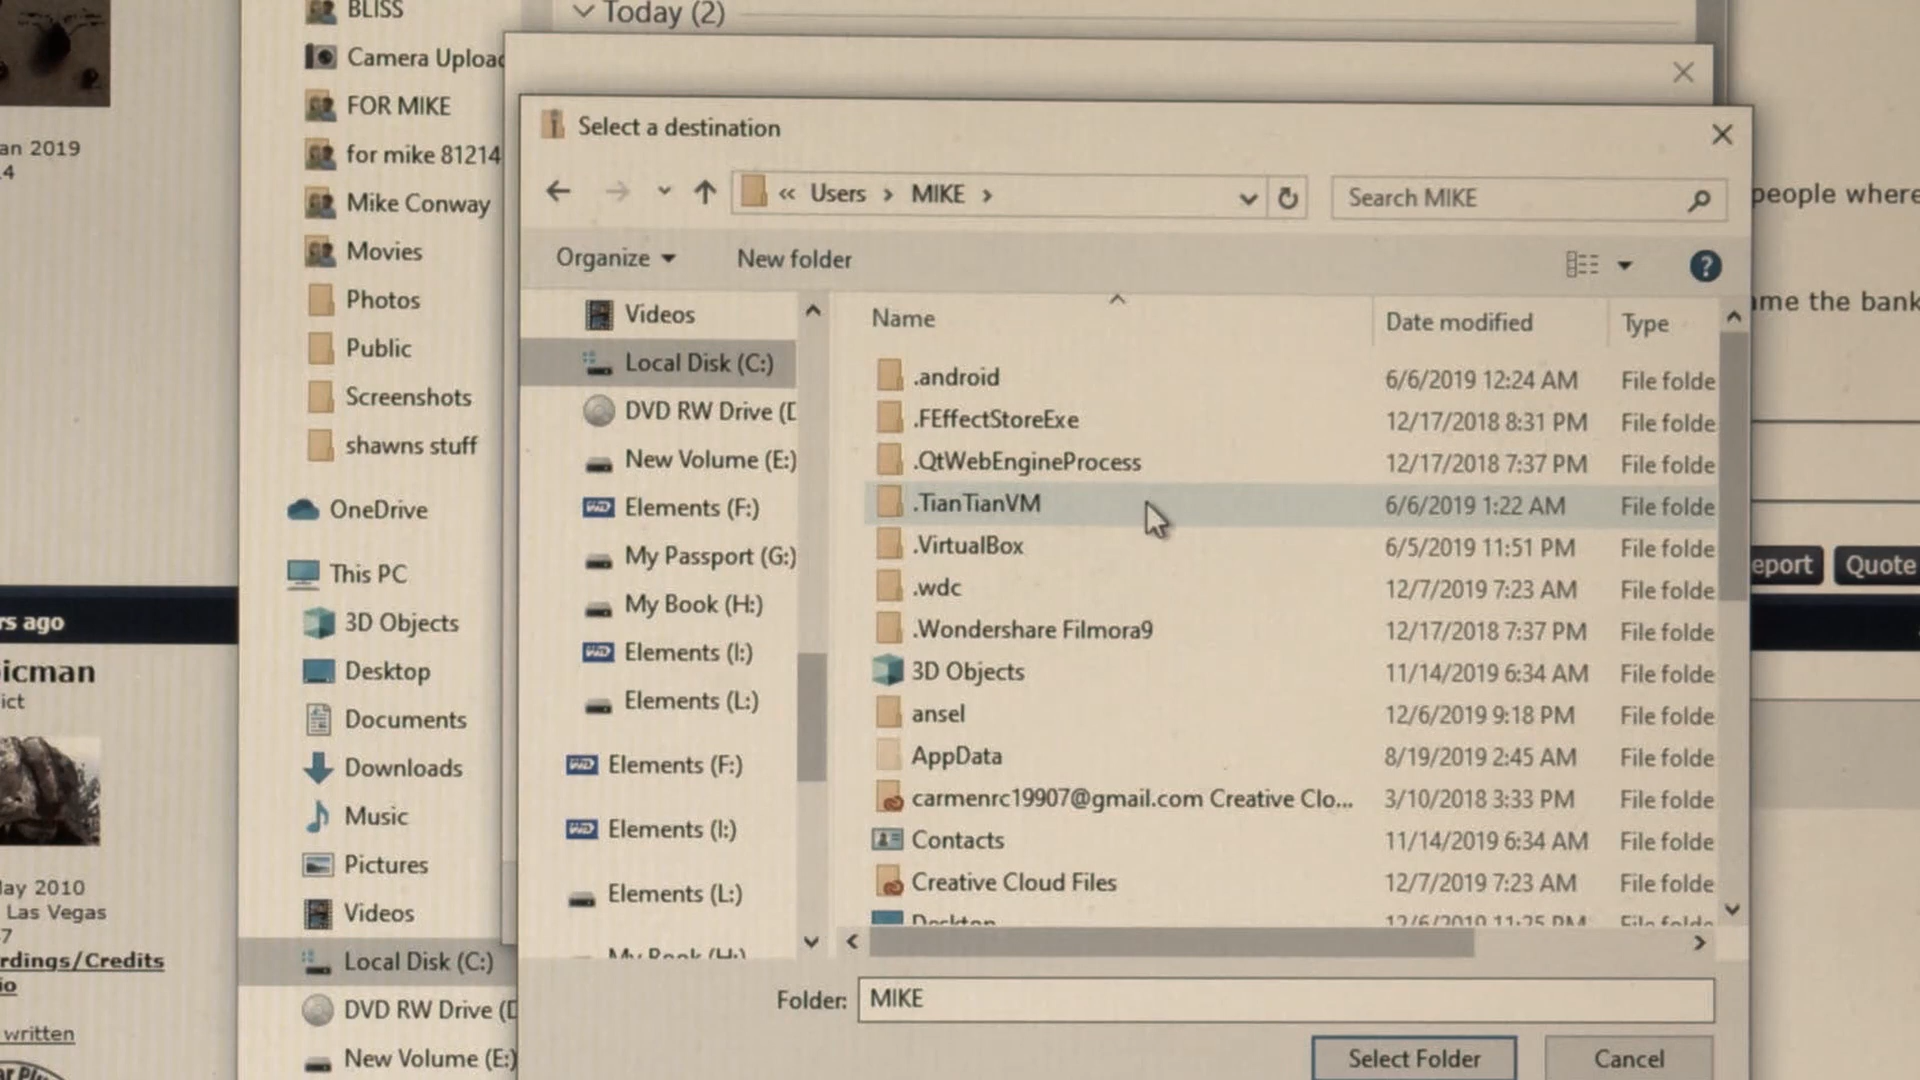 an 2019
4
rs ago
icman
ict
ay 2010
Las Vegas
7
rdings/Credits
io
written
BLISS
Camera Uploa
FOR MIKE
for mike 81214
Mike Conway
Movies
Photos
Public
Screenshots
shawns stuff
OneDrive
This PC
3D Objects
Desktop
Documents
Downloads
Music
Pictures
Videos
Local Disk (C:)
DVD RW Drive (D
New Volume (E:)
Today (2)
Select a destination
« Users › MIKE ›
Search MIKE
Organize
New folder
?
Videos
Local Disk (C:)
DVD RW Drive (D
New Volume (E:)
WD Elements (F:)
My Passport (G:)
My Book (H:)
WD Elements (I:)
Elements (L:)
WD Elements (F:)
WD Elements (I:)
Elements (L:)
My Book (H:)
Name Date modified Type
.android 6/6/2019 12:24 AM File folde
.FEffectStoreExe 12/17/2018 8:31 PM File folde
.QtWebEngineProcess 12/17/2018 7:37 PM File folde
.TianTianVM 6/6/2019 1:22 AM File folde
.VirtualBox 6/5/2019 11:51 PM File folde
.wdc 12/7/2019 7:23 AM File folde
.Wondershare Filmora9 12/17/2018 7:37 PM File folde
3D Objects 11/14/2019 6:34 AM File folde
ansel 12/6/2019 9:18 PM File folde
AppData 8/19/2019 2:45 AM File folde
carmenrc19907@gmail.com Creative Clo... 3/10/2018 3:33 PM File folde
Contacts 11/14/2019 6:34 AM File folde
Creative Cloud Files 12/7/2019 7:23 AM File folde
Desktop 12/6/2019 11:25 PM File folde
Folder: MIKE
Select Folder Cancel
people where
me the bank
eport Quote